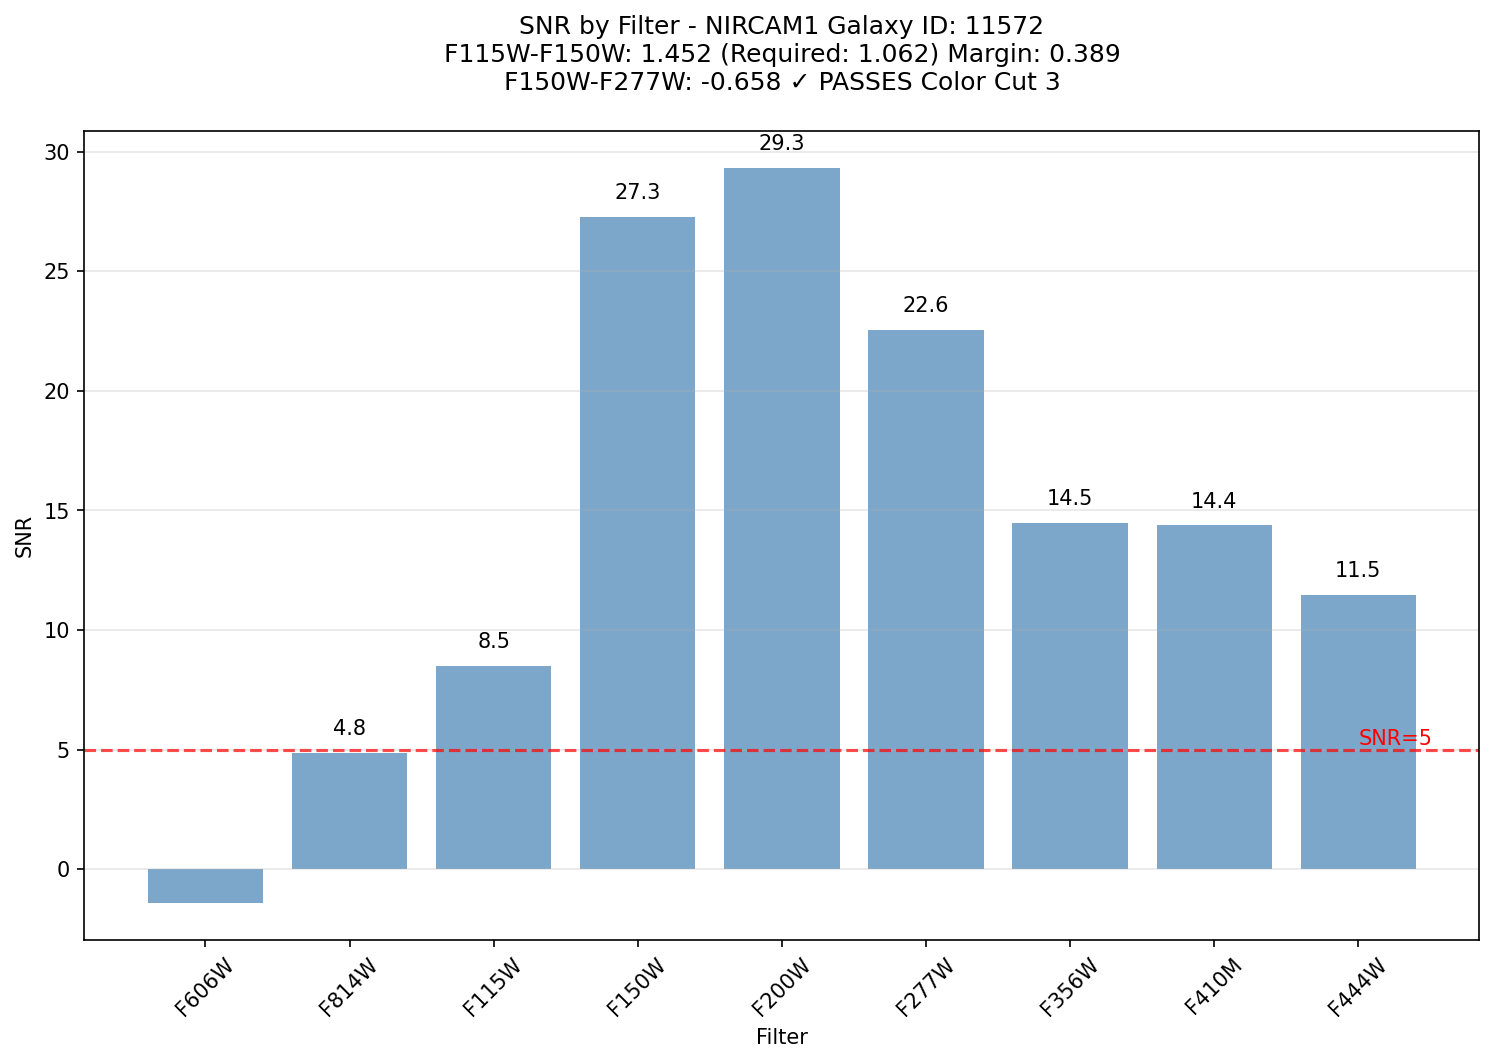 SNR by Filter - NIRCAM1 Galaxy ID: 11572
F115W-F150W: 1.452 (Required: 1.062) Margin: 0.389
F150W-F277W: -0.658 ✓ PASSES Color Cut 3
30
25
20
15
10
5
0
SNR
4.8
8.5
27.3
29.3
22.6
14.5
14.4
11.5
SNR=5
F606W
F814W
F115W
F150W
F200W
F277W
F356W
F410M
F444W
Filter